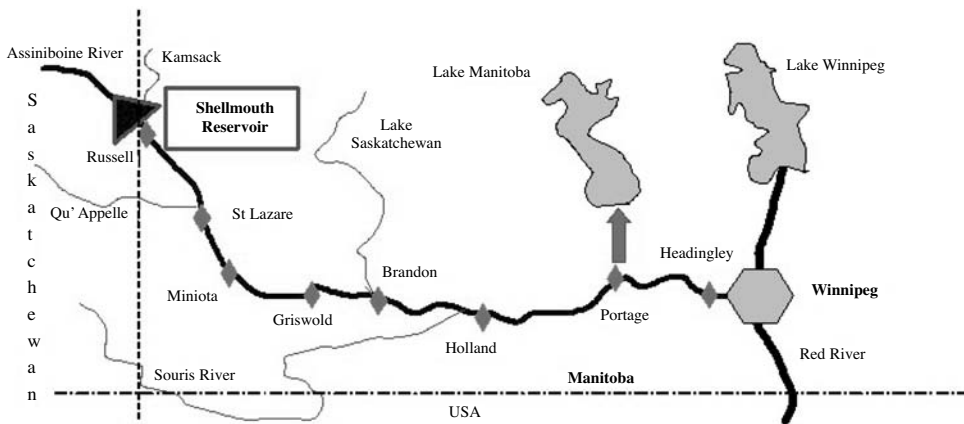 Assiniboine River
Kamsack
Lake Manitoba
Lake Winnipeg
Saskatchewan
Shellmouth
Reservoir
Lake
Saskatchewan
Russell
Qu' Appelle
St Lazare
Headingley
Brandon
Miniota
Winnipeg
Griswold
Portage
Holland
Red River
Souris River
Manitoba
USA